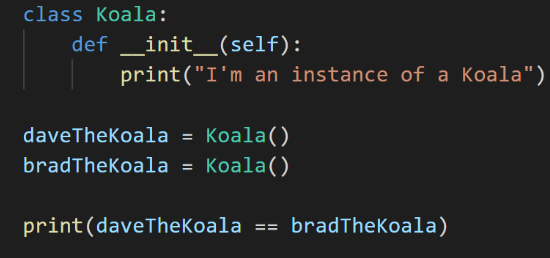 class Koala:
    def __init__(self):
        print("I'm an instance of a Koala")
daveTheKoala = Koala()
bradTheKoala = Koala()
print(daveTheKoala == bradTheKoala)